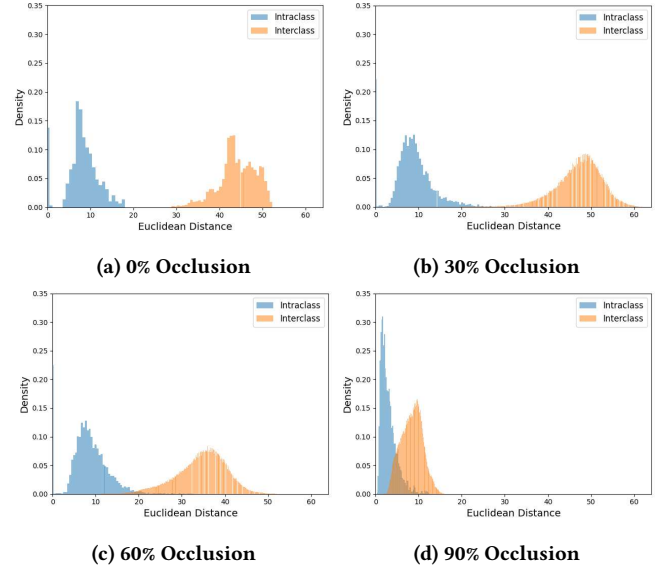 0.35
0.30
0.25
0.20
0.15
0.10
0.05
0.00
Density
Intraclass
Interclass
0 10 20 30 40 50 60
Euclidean Distance
(a) 0% Occlusion
0.35
0.30
0.25
0.20
0.15
0.10
0.05
0.00
Density
Intraclass
Interclass
0 10 20 30 40 50 60
Euclidean Distance
(b) 30% Occlusion
0.35
0.30
0.25
0.20
0.15
0.10
0.05
0.00
Density
Intraclass
Interclass
0 10 20 30 40 50 60
Euclidean Distance
(c) 60% Occlusion
0.35
0.30
0.25
0.20
0.15
0.10
0.05
0.00
Density
Intraclass
Interclass
0 10 20 30 40 50 60
Euclidean Distance
(d) 90% Occlusion